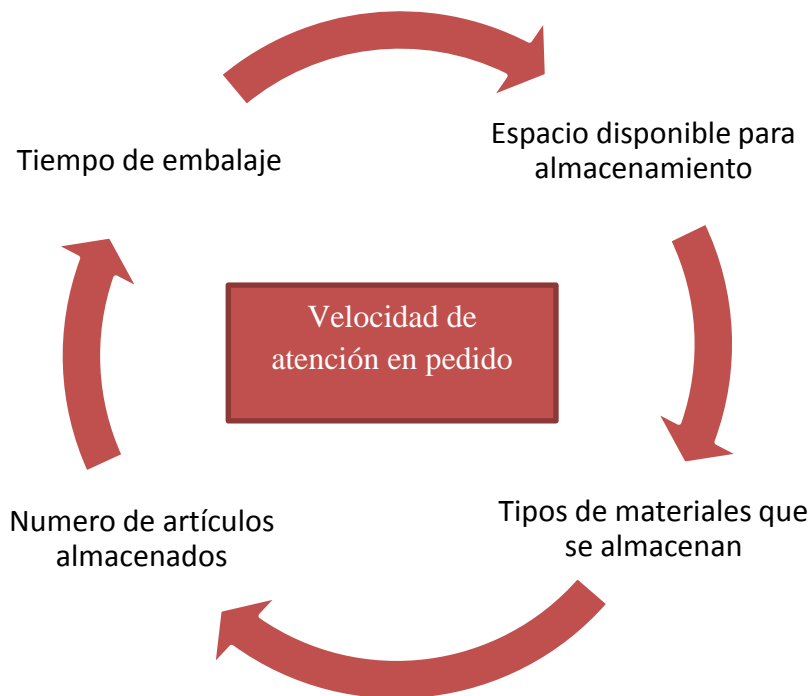 Tiempo de embalaje
Espacio disponible para
almacenamiento
Velocidad de
atención en pedido
Numero de artículos
almacenados
Tipos de materiales que
se almacenan